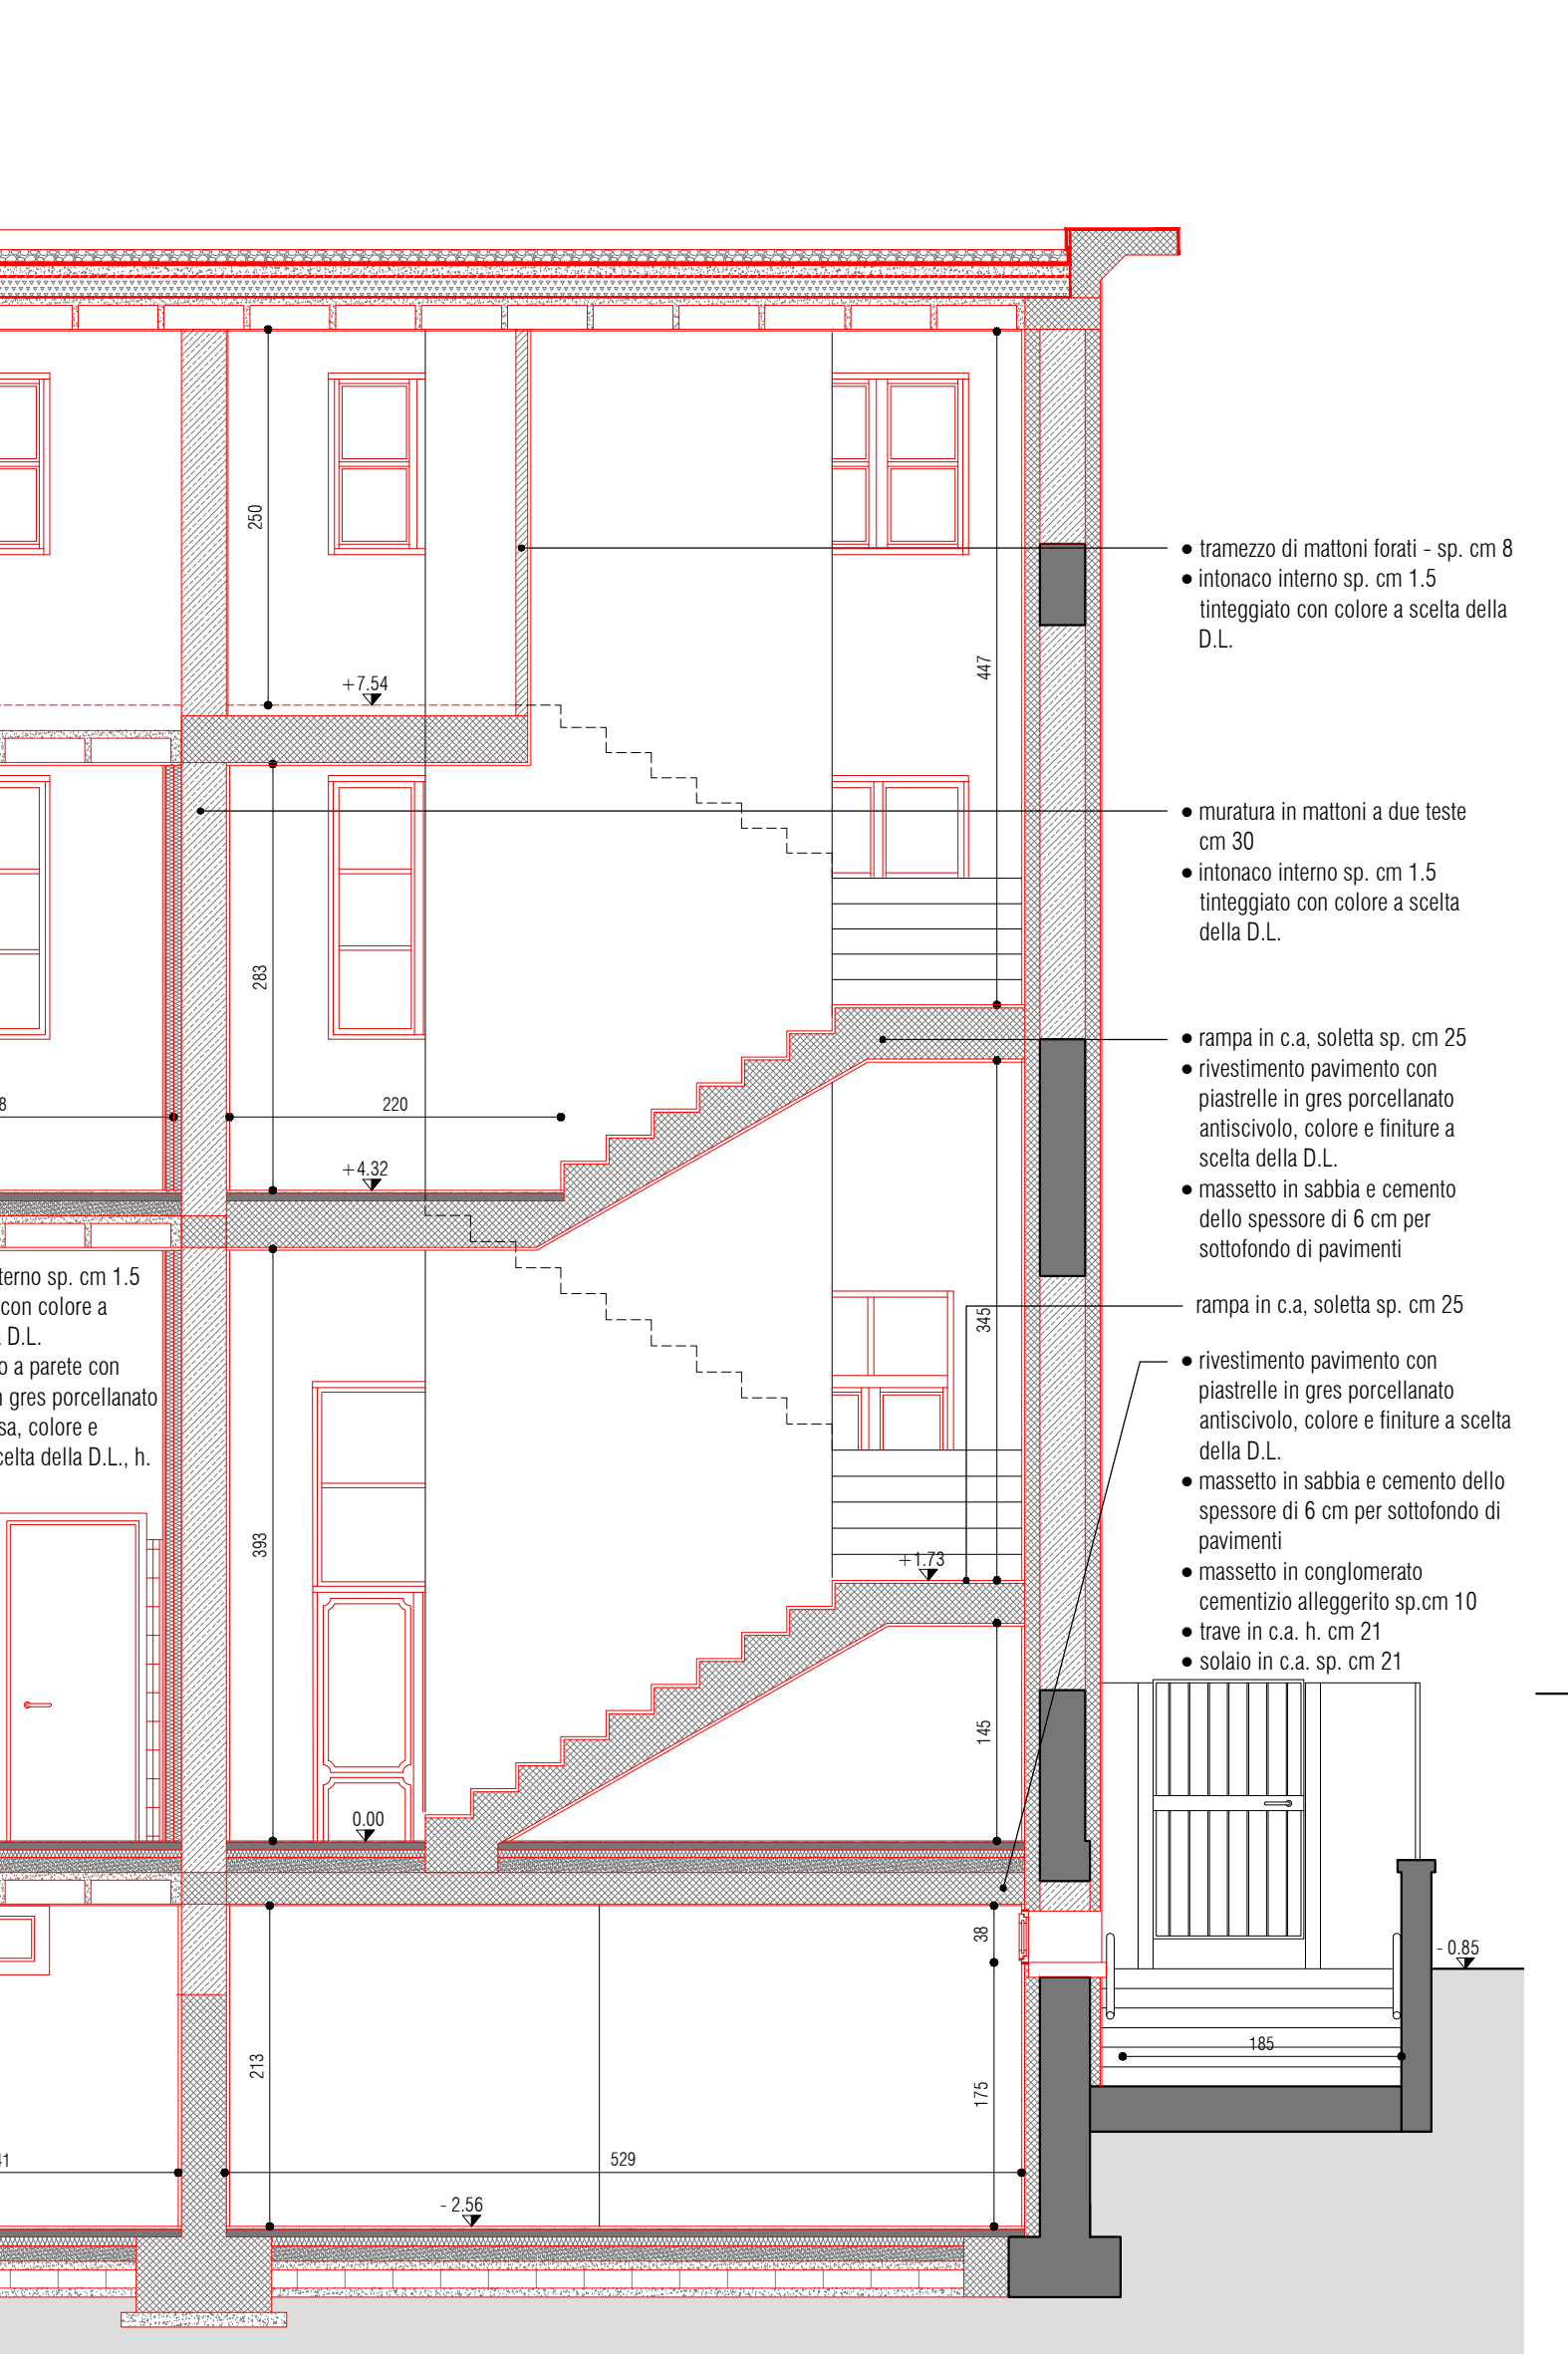 250
447
● tramezzo di mattoni forati - sp. cm 8
● intonaco interno sp. cm 1.5
tinteggiato con colore a scelta della
D.L.
+7.54
● muratura in mattoni a due teste
cm 30
● intonaco interno sp. cm 1.5
tinteggiato con colore a scelta
della D.L.
283
● rampa in c.a, soletta sp. cm 25
● rivestimento pavimento con
piastrelle in gres porcellanato
antiscivolo, colore e finiture a
scelta della D.L.
● massetto in sabbia e cemento
dello spessore di 6 cm per
sottofondo di pavimenti
8
220
+4.32
terno sp. cm 1.5
con colore a
D.L.
o a parete con
gres porcellanato
sa, colore e
celta della D.L., h.
345
rampa in c.a, soletta sp. cm 25
● rivestimento pavimento con
piastrelle in gres porcellanato
antiscivolo, colore e finiture a scelta
della D.L.
● massetto in sabbia e cemento dello
spessore di 6 cm per sottofondo di
pavimenti
● massetto in conglomerato
cementizio alleggerito sp.cm 10
● trave in c.a. h. cm 21
● solaio in c.a. sp. cm 21
393
+1.73
145
0.00
38
- 0.85
213
175
185
41
529
- 2.56